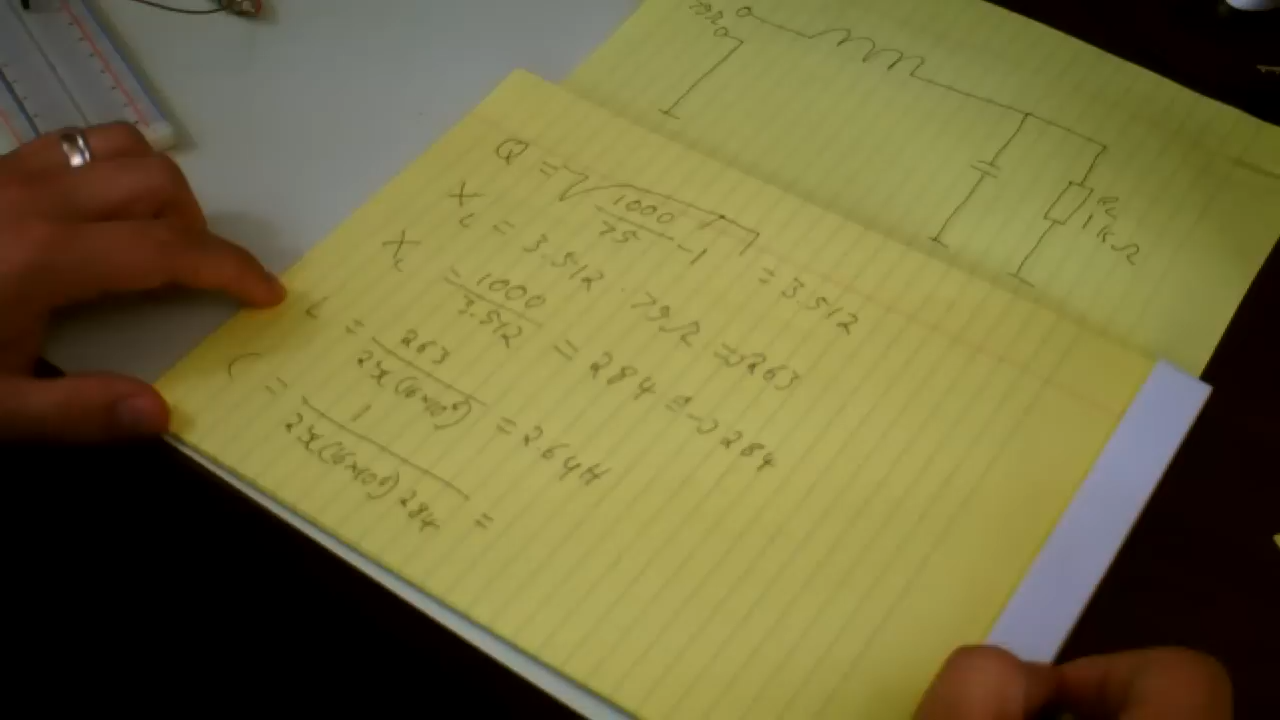 75Ω
RL
1kΩ
Q = √(1000/75 - 1) = 3.512
XL = 3.512 · 75Ω => 263
Xc = 1000/3.512 = 284 => 284
L = 263/2π(16×10⁶) = 2.64H
C = 1/2π(16×10⁶) 284 =